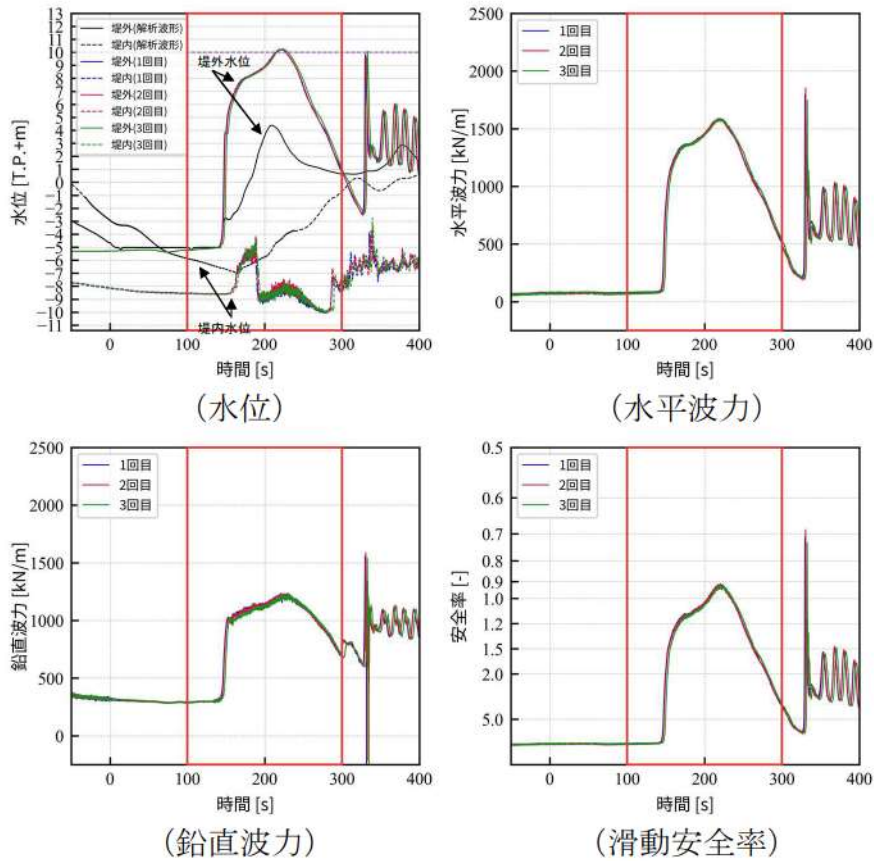 13
12
11
10
9
8
7
6
5
4
3
2
1
0
−1
−2
−3
−4
−5
−6
−7
−8
−9
−10
−11
水位 [T.P.+m]
堤外(解析波形)
堤内(解析波形)
堤外(1回目)
堤内(1回目)
堤外(2回目)
堤内(2回目)
堤外(3回目)
堤内(3回目)
堤外水位
堤内水位
0 100 200 300 400
時間 [s]
(水位)
2500
2000
1500
1000
500
0
水平波力 [kN/m]
1回目
2回目
3回目
0 100 200 300 400
時間 [s]
(水平波力)
2500
2000
1500
1000
500
0
鉛直波力 [kN/m]
1回目
2回目
3回目
0 100 200 300 400
時間 [s]
(鉛直波力)
0.5
0.6
0.7
0.8
0.9
1.0
1.2
1.5
2.0
5.0
安全率 [-]
1回目
2回目
3回目
0 100 200 300 400
時間 [s]
(滑動安全率)